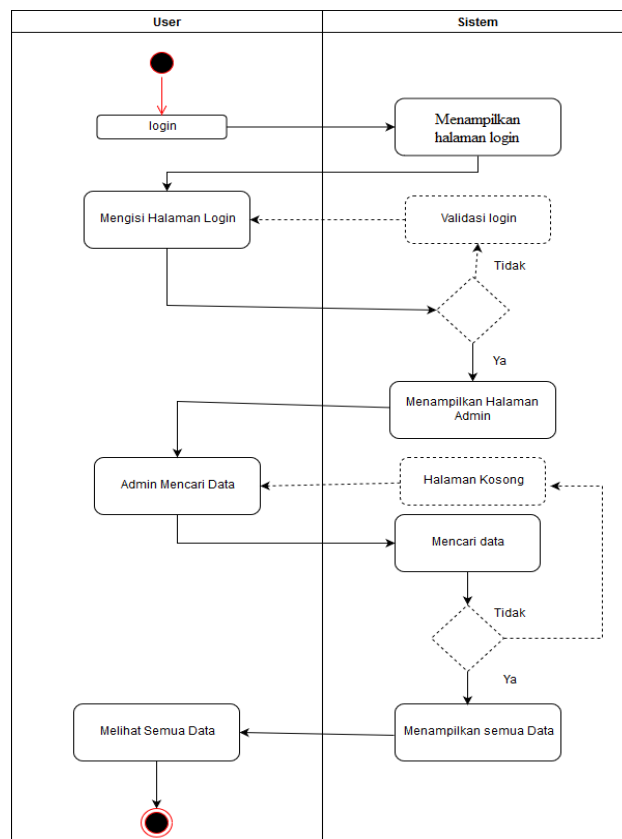 User
Sistem
login
Menampilkan
halaman login
Mengisi Halaman Login
Validasi login
Tidak
Ya
Menampilkan Halaman
Admin
Admin Mencari Data
Halaman Kosong
Mencari data
Tidak
Ya
Melihat Semua Data
Menampilkan semua Data